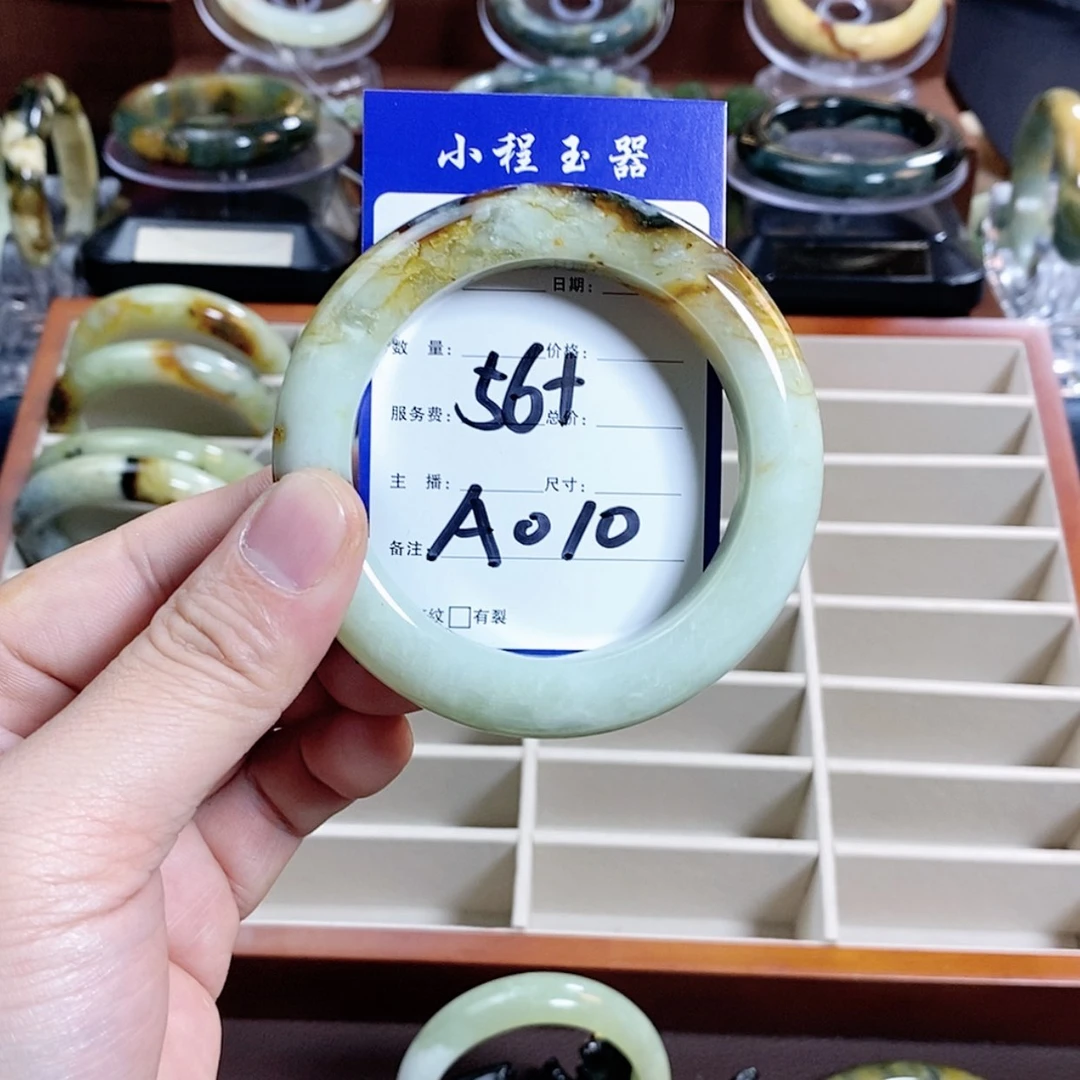 小程玉器
日期:
数 量: 价格:
56+
服务费: 总价:
主 播: 尺寸:
A010
备注:
纹□有裂